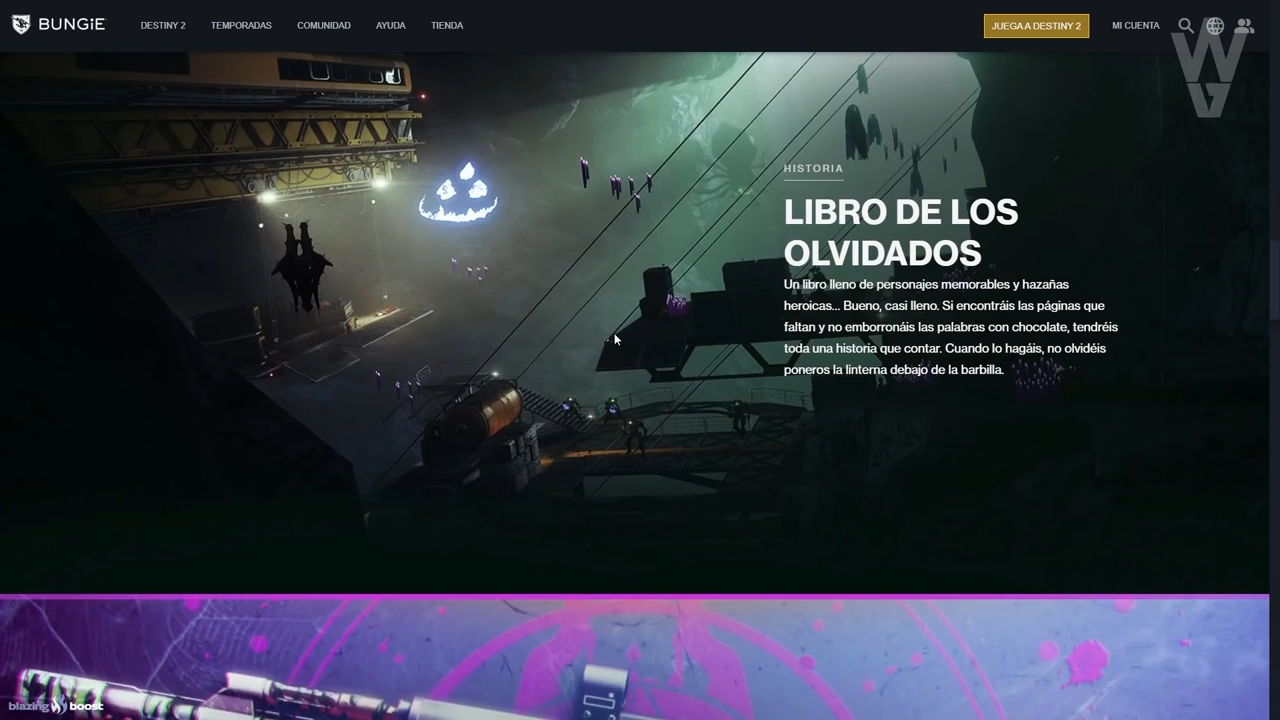 BUNGiE
DESTINY 2
TEMPORADAS
COMUNIDAD
AYUDA
TIENDA
JUEGA A DESTINY 2
MI CUENTA
HISTORIA
LIBRO DE LOS
OLVIDADOS
Un libro lleno de personajes memorables y hazañas
heroicas... Bueno, casi lleno. Si encontráis las páginas que
faltan y no emborronáis las palabras con chocolate, tendréis
toda una historia que contar. Cuando lo hagáis, no olvidéis
poneros la linterna debajo de la barbilla.
blazing boost